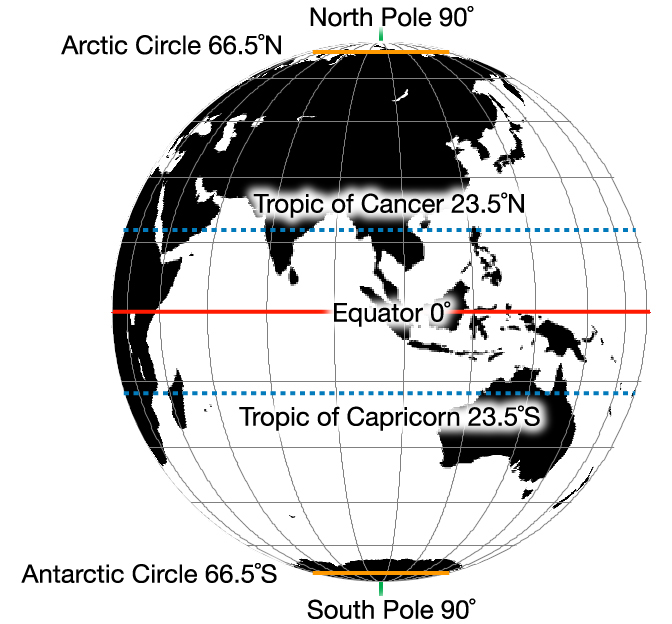 North Pole 90°
Arctic Circle 66.5°N
Tropic of Cancer 23.5°N
Equator 0°
Tropic of Capricorn 23.5°S
Antarctic Circle 66.5°S
South Pole 90°